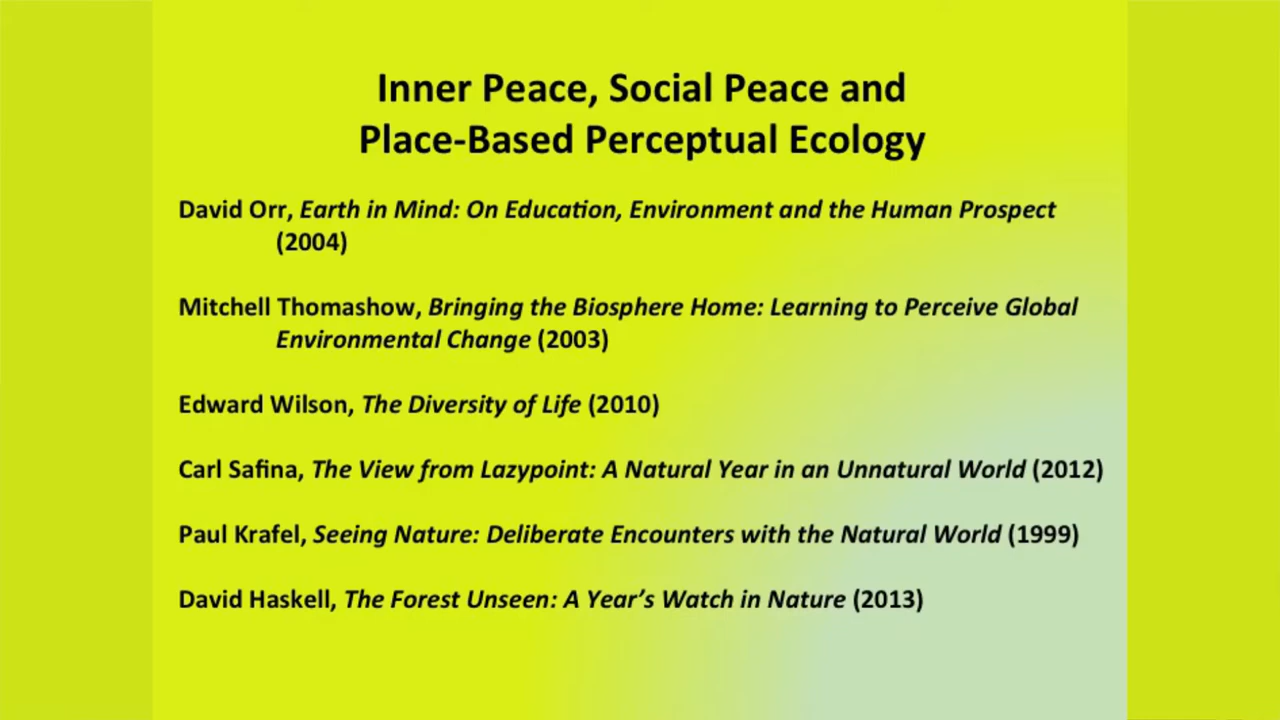 Inner Peace, Social Peace and
Place-Based Perceptual Ecology
David Orr, Earth in Mind: On Education, Environment and the Human Prospect
(2004)
Mitchell Thomashow, Bringing the Biosphere Home: Learning to Perceive Global
Environmental Change (2003)
Edward Wilson, The Diversity of Life (2010)
Carl Safina, The View from Lazypoint: A Natural Year in an Unnatural World (2012)
Paul Krafel, Seeing Nature: Deliberate Encounters with the Natural World (1999)
David Haskell, The Forest Unseen: A Year’s Watch in Nature (2013)